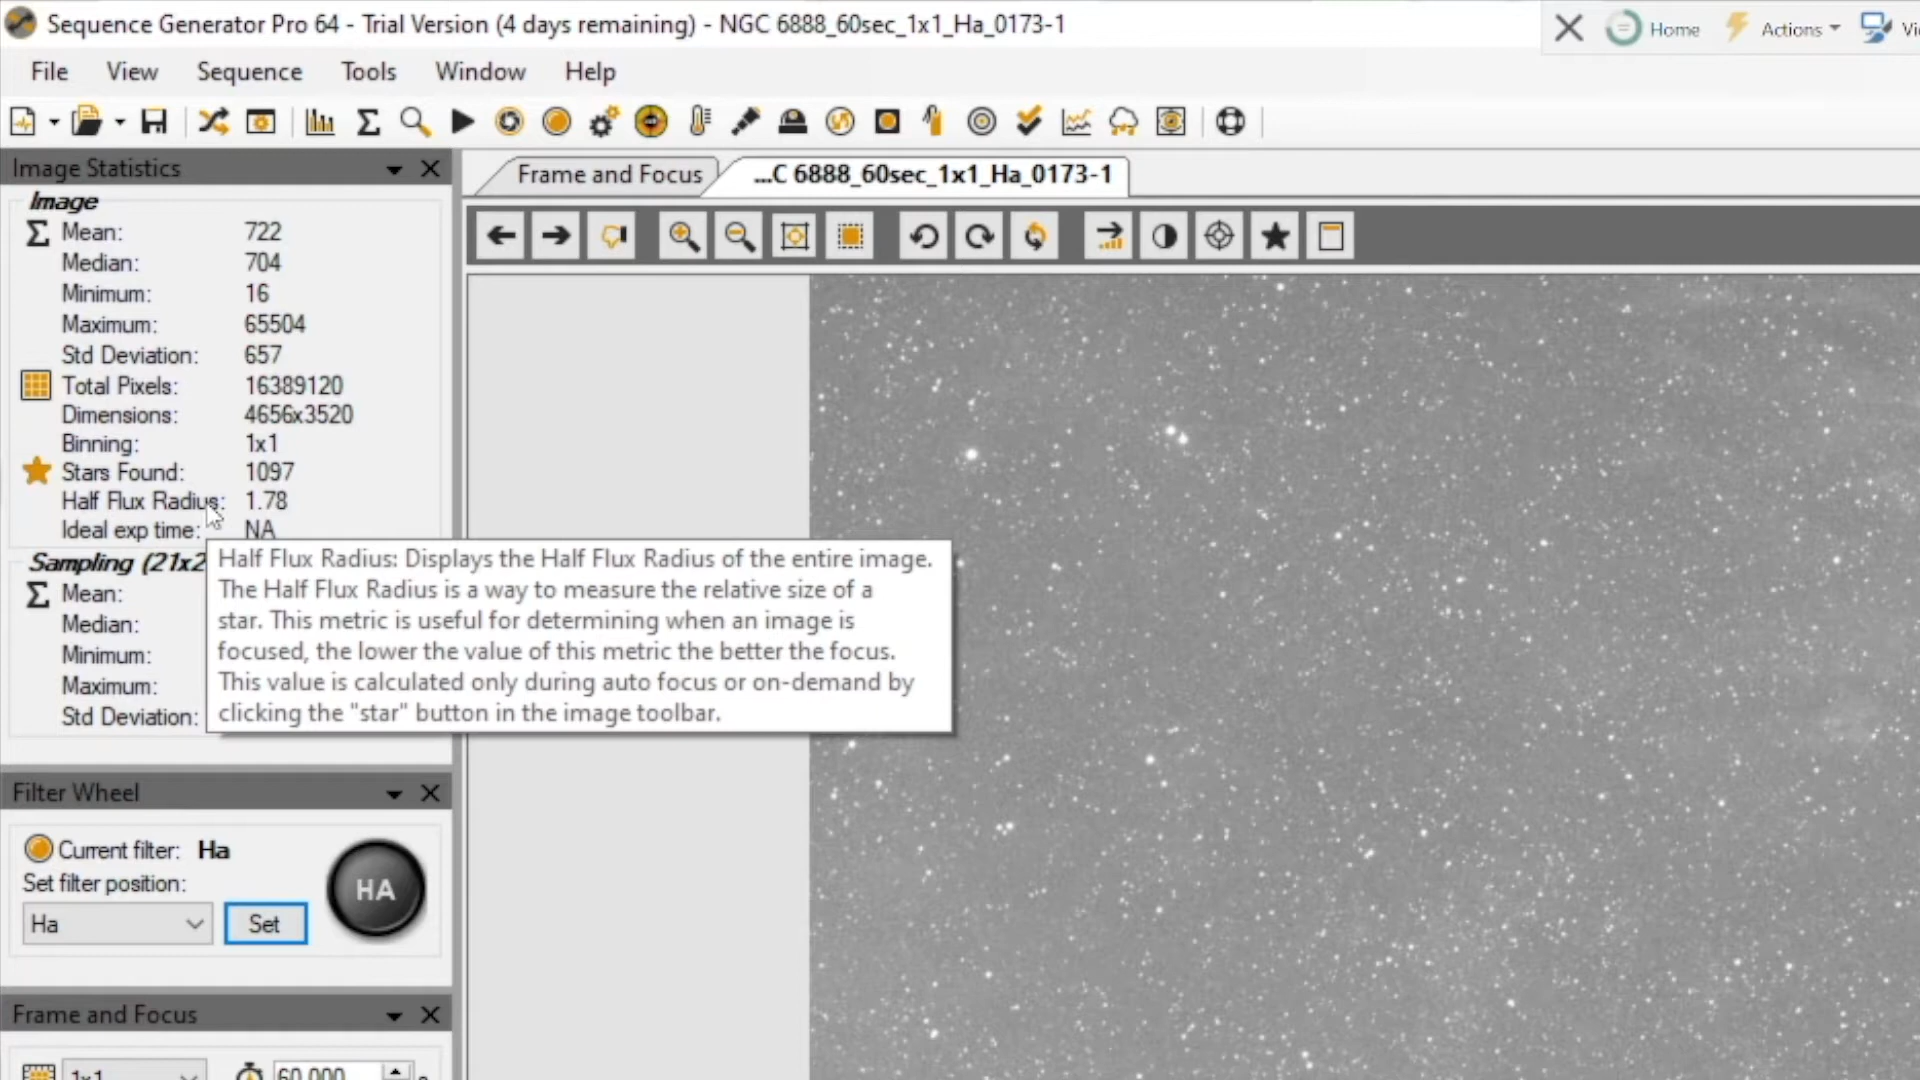 Sequence Generator Pro 64 - Trial Version (4 days remaining) - NGC 6888_60sec_1x1_Ha_0173-1
Home
Actions
File View Sequence Tools Window Help
Image Statistics
Frame and Focus
...C 6888_60sec_1x1_Ha_0173-1
Image
Mean: 722
Median: 704
Minimum: 16
Maximum: 65504
Std Deviation: 657
Total Pixels: 16389120
Dimensions: 4656x3520
Binning: 1x1
Stars Found: 1097
Half Flux Radius: 1.78
Ideal exp time: NA
Sampling (21x2
Mean:
Median:
Minimum:
Maximum:
Std Deviation:
Half Flux Radius: Displays the Half Flux Radius of the entire image.
The Half Flux Radius is a way to measure the relative size of a
star. This metric is useful for determining when an image is
focused, the lower the value of this metric the better the focus.
This value is calculated only during auto focus or on-demand by
clicking the "star" button in the image toolbar.
Filter Wheel
Current filter: Ha
Set filter position:
Ha
Set
HA
Frame and Focus
1x1
60.000